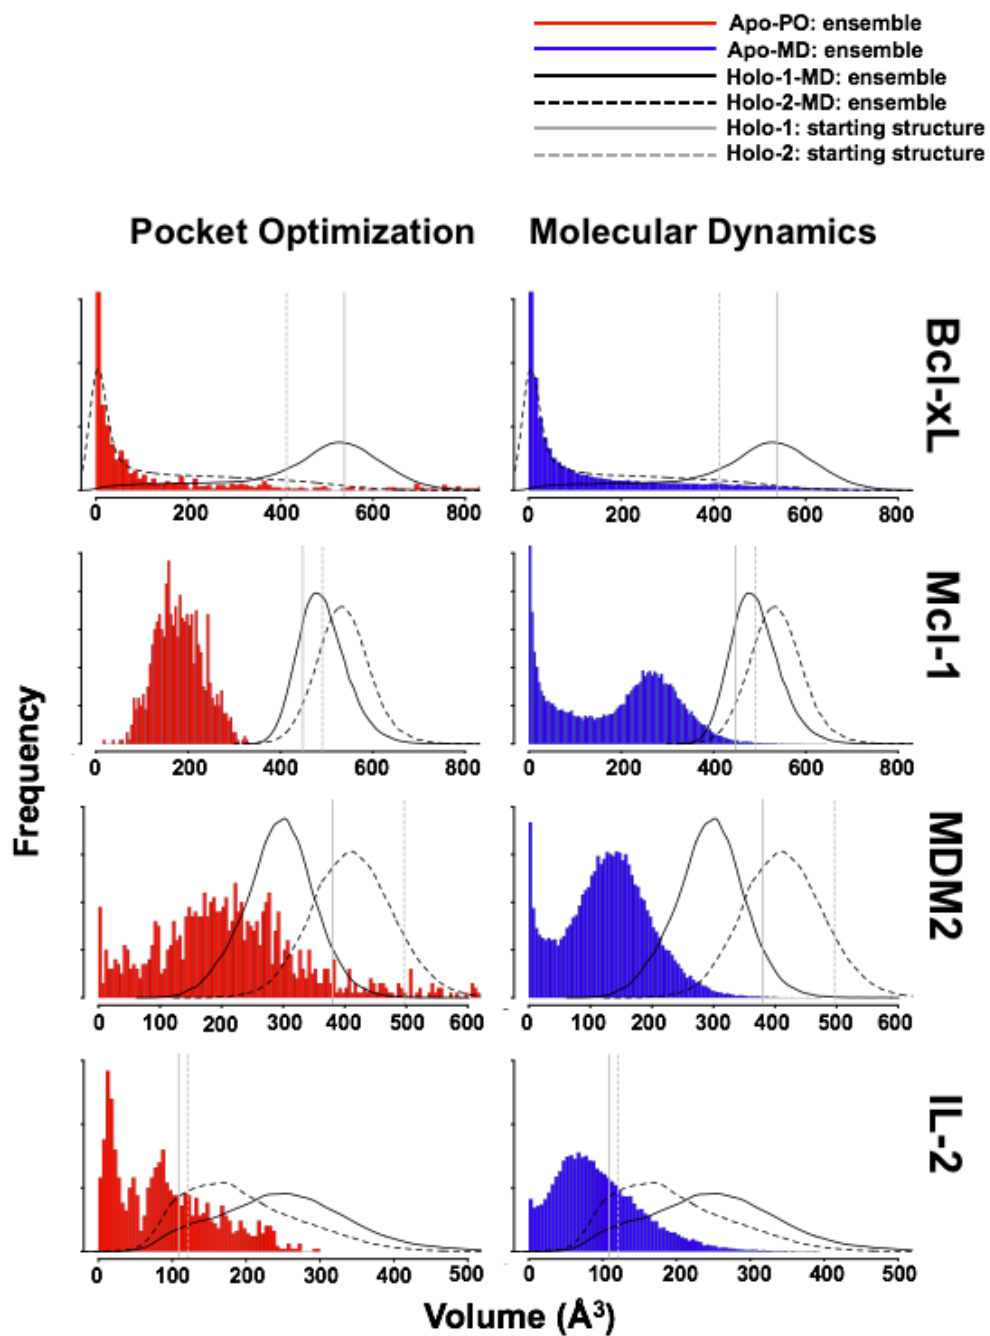 Apo-PO: ensemble
Apo-MD: ensemble
Holo-1-MD: ensemble
Holo-2-MD: ensemble
Holo-1: starting structure
Holo-2: starting structure
Pocket Optimization
Molecular Dynamics
Bcl-xL
0 200 400 600 800
0 200 400 600 800
Mcl-1
0 200 400 600 800
0 200 400 600 800
Frequency
MDM2
0 100 200 300 400 500 600
0 100 200 300 400 500 600
IL-2
0 100 200 300 400 500
0 100 200 300 400 500
Volume (Å³)